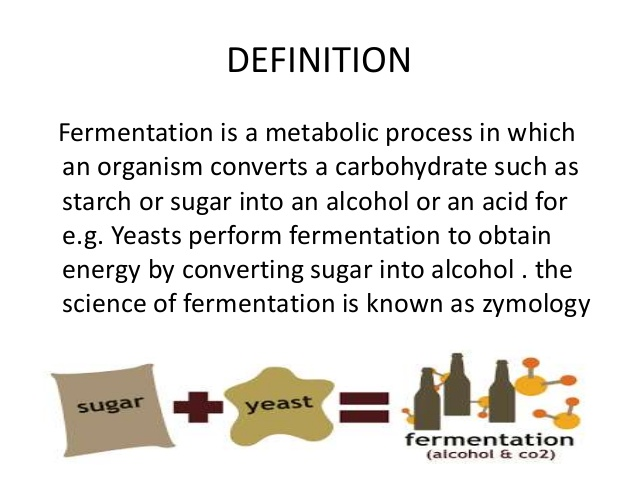 DEFINITION
Fermentation is a metabolic process in which
an organism converts a carbohydrate such as
starch or sugar into an alcohol or an acid for
e.g. Yeasts perform fermentation to obtain
energy by converting sugar into alcohol . the
science of fermentation is known as zymology
sugar + yeast =
fermentation
(alcohol & co2)